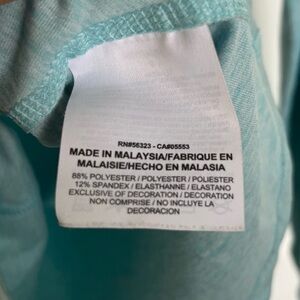 RN#56323 - CA#05553
MADE IN MALAYSIA/FABRIQUE EN
MALAISIE/HECHO EN MALASIA
88% POLYESTER / POLYESTER / POLIESTER
12% SPANDEX / ELASTHANNE / ELASTANO
EXCLUSIVE OF DECORATION / DECORATION
NON COMPRISE / NO INCLUYE LA
DECORACION